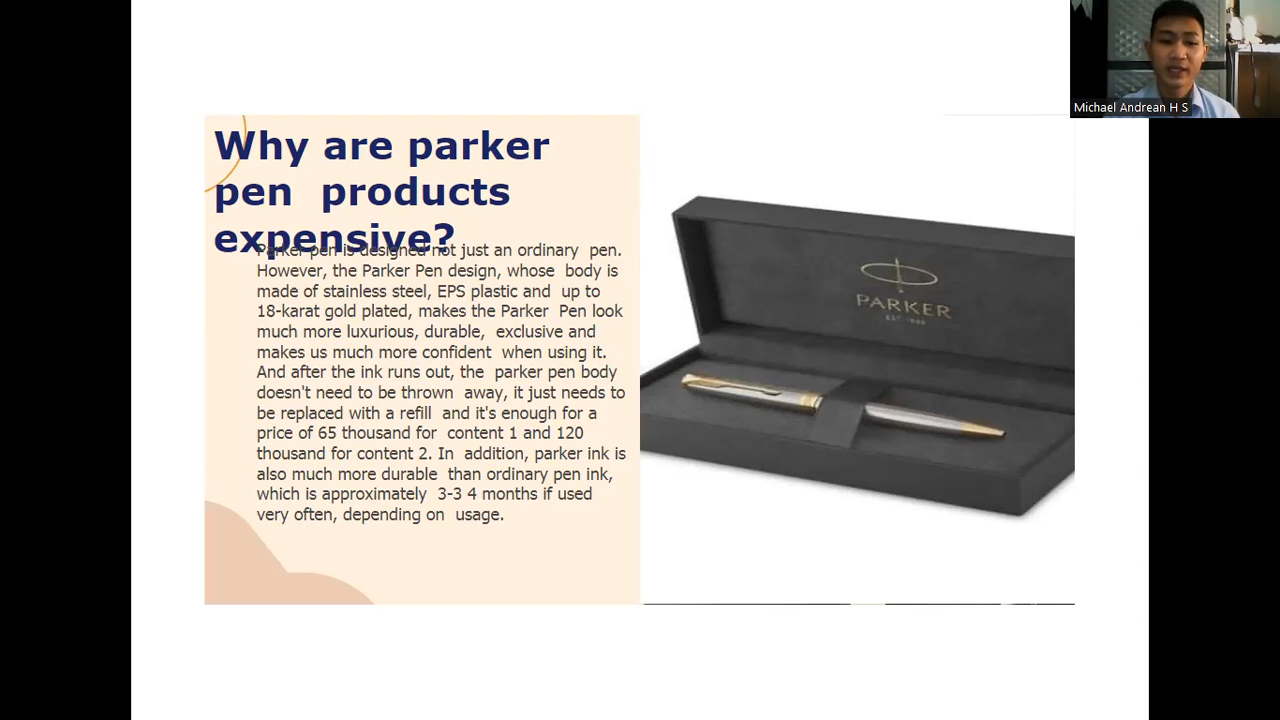 Michael Andrean H S
Why are parker
pen products
expensive?
Parker pen is designed not just an ordinary pen.
However, the Parker Pen design, whose body is
made of stainless steel, EPS plastic and up to
18-karat gold plated, makes the Parker Pen look
much more luxurious, durable, exclusive and
makes us much more confident when using it.
And after the ink runs out, the parker pen body
doesn't need to be thrown away, it just needs to
be replaced with a refill and it's enough for a
price of 65 thousand for content 1 and 120
thousand for content 2. In addition, parker ink is
also much more durable than ordinary pen ink,
which is approximately 3-3 4 months if used
very often, depending on usage.
PARKER